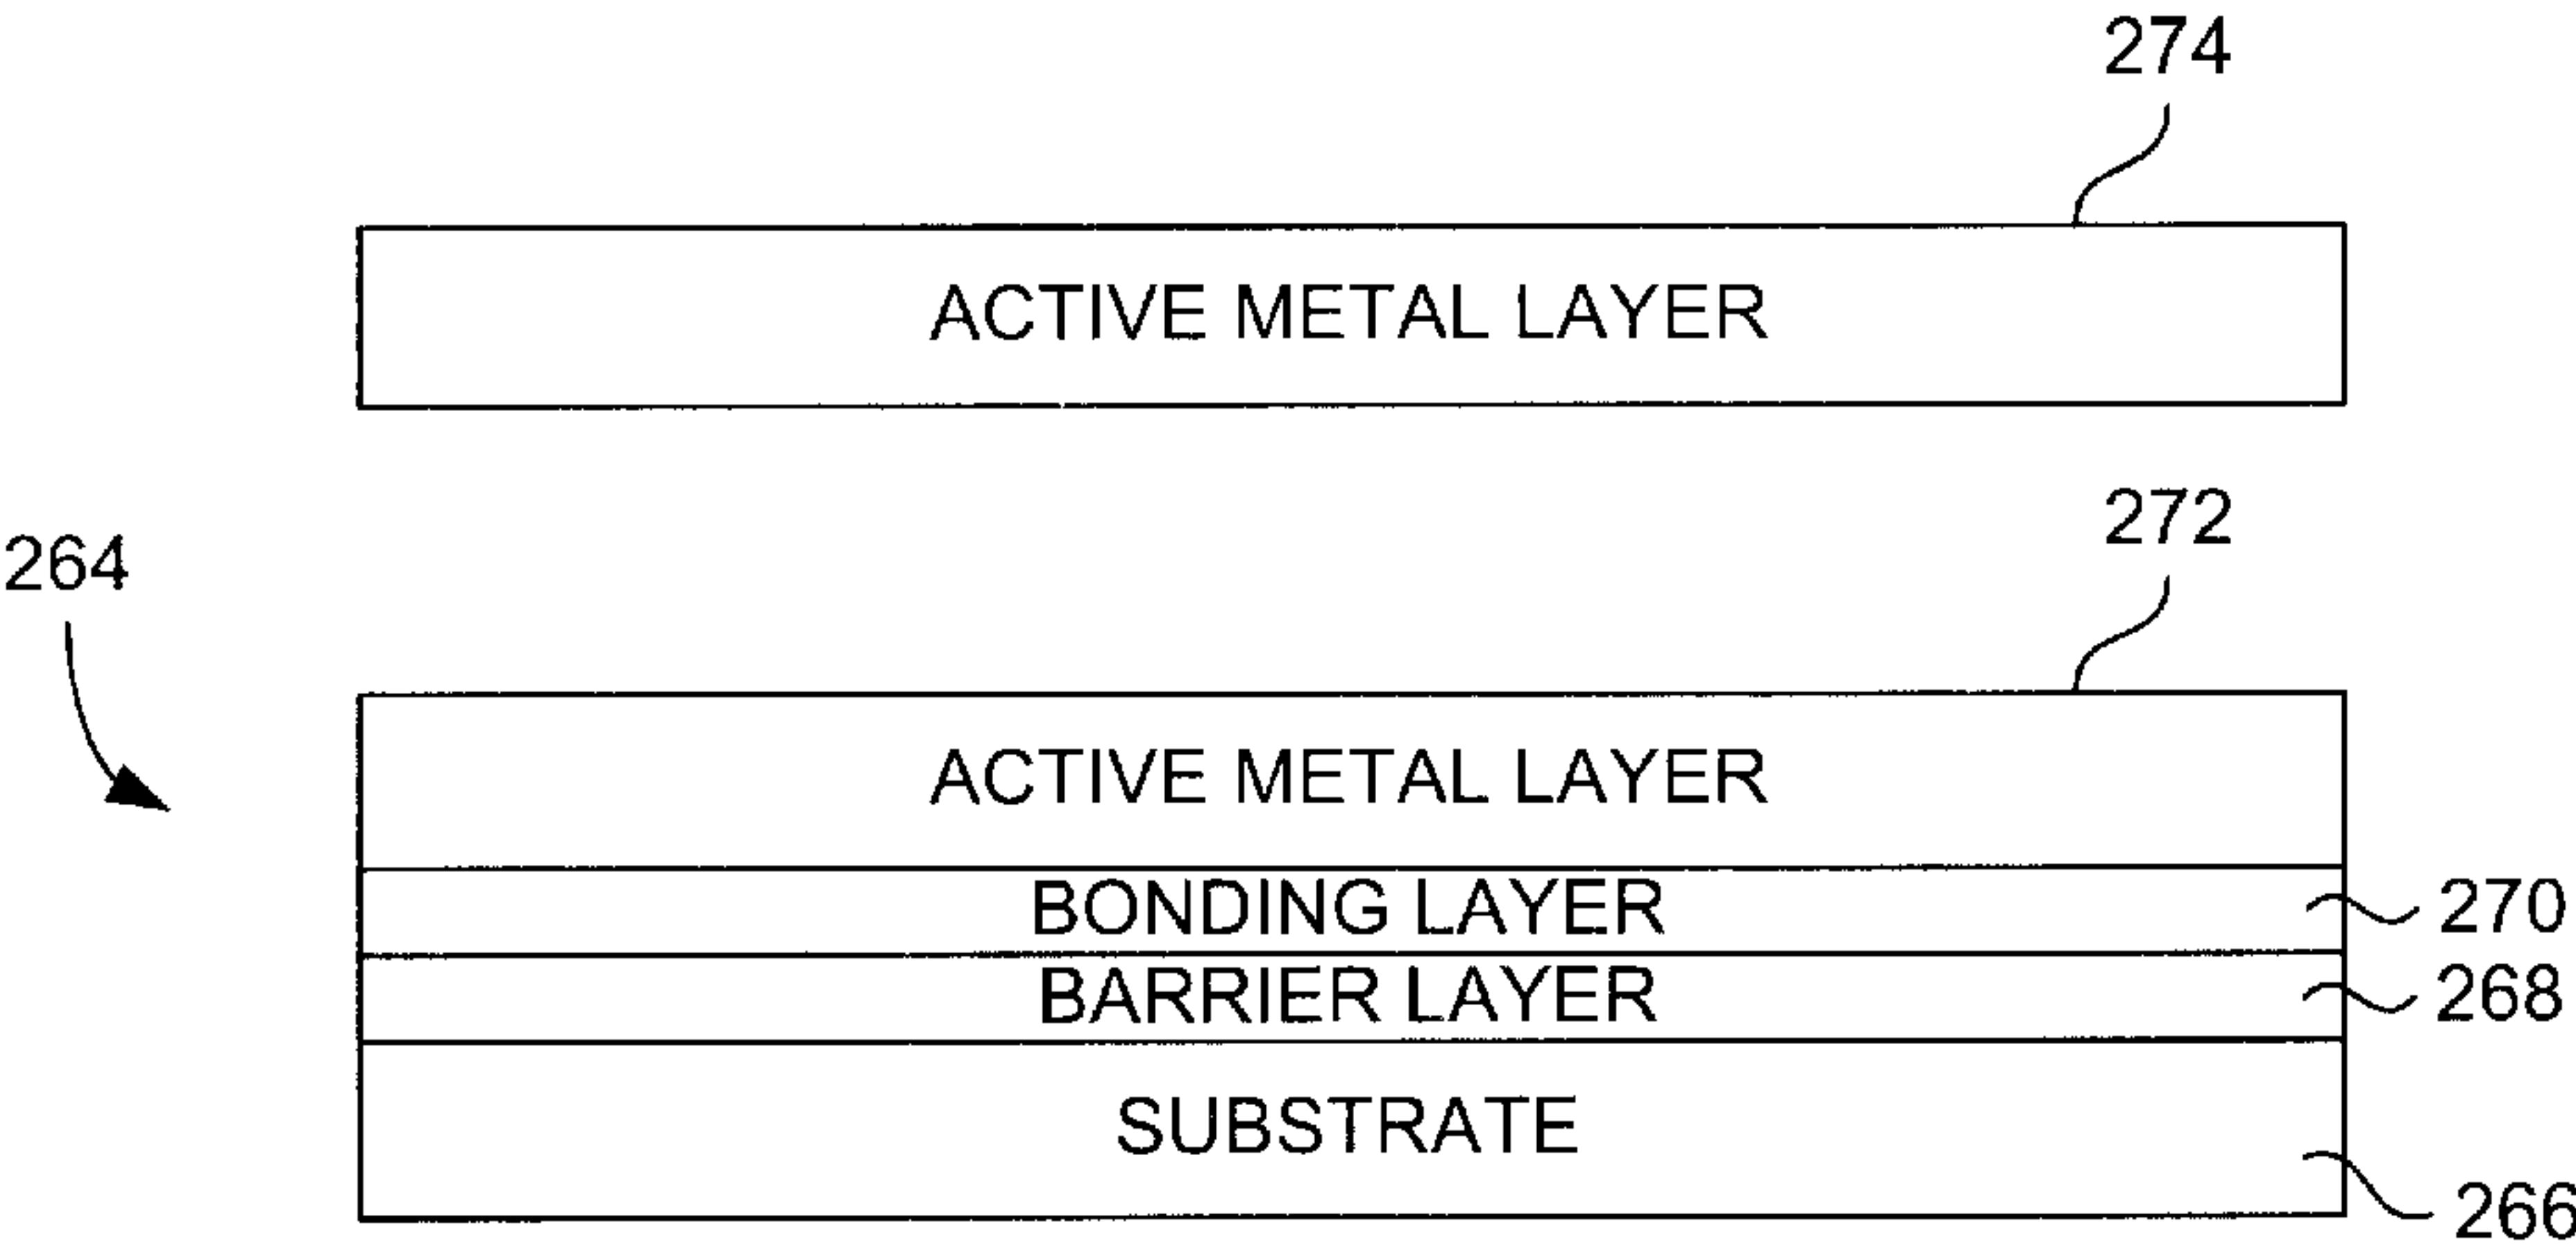 274
ACTIVE METAL LAYER
272
264
ACTIVE METAL LAYER
BONDING LAYER
270
BARRIER LAYER
268
SUBSTRATE
266